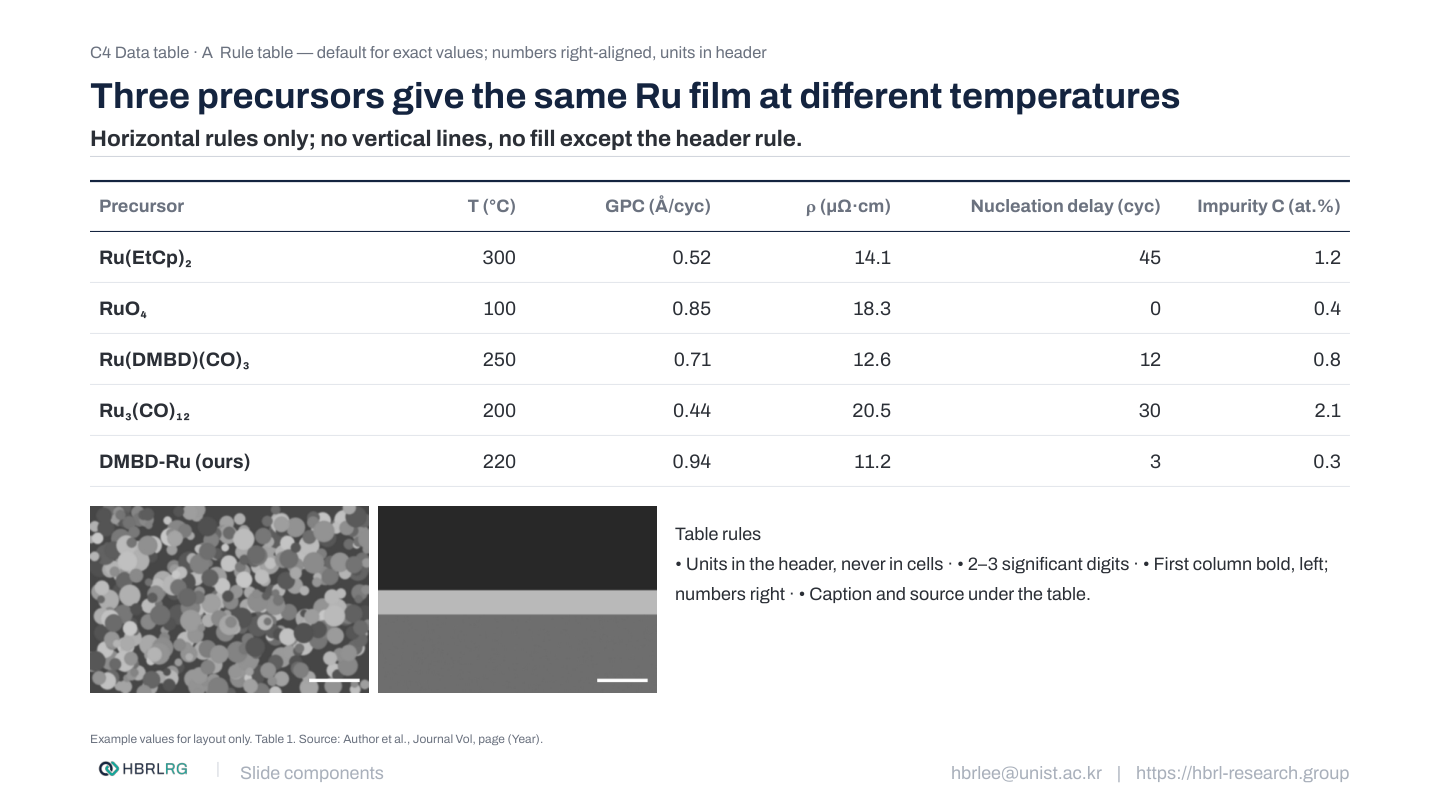 C4 Data table · A Rule table — default for exact values; numbers right-aligned, units in header
Three precursors give the same Ru film at different temperatures
Horizontal rules only; no vertical lines, no fill except the header rule.
Precursor T (°C) GPC (Å/cyc) ρ (μΩ·cm) Nucleation delay (cyc) Impurity C (at.%)
Ru(EtCp)₂ 300 0.52 14.1 45 1.2
RuO₄ 100 0.85 18.3 0 0.4
Ru(DMBD)(CO)₃ 250 0.71 12.6 12 0.8
Ru₃(CO)₁₂ 200 0.44 20.5 30 2.1
DMBD-Ru (ours) 220 0.94 11.2 3 0.3
Table rules
• Units in the header, never in cells · • 2–3 significant digits · • First column bold, left;
numbers right · • Caption and source under the table.
Example values for layout only. Table 1. Source: Author et al., Journal Vol, page (Year).
HBRLRG | Slide components hbrlee@unist.ac.kr | https://hbrl-research.group